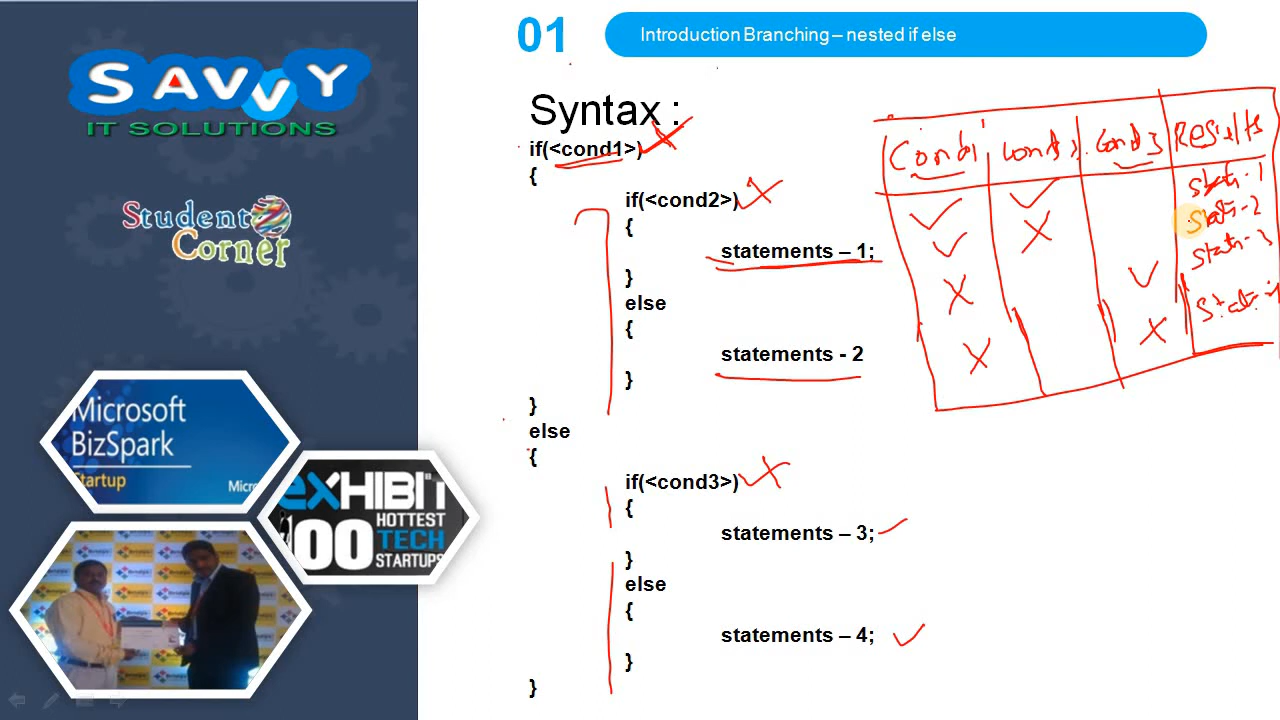 SAVVY
IT SOLUTIONS
Student
Corner
Microsoft
BizSpark
Startup
Micros
eXHIBIT
100 HOTTEST
TECH
STARTUPS
01
Introduction Branching – nested if else
Syntax :
if(<cond1>)
{
if(<cond2>)
{
statements – 1;
}
else
{
statements - 2
}
}
else
{
if(<cond3>)
{
statements – 3;
}
else
{
statements – 4;
}
}
Cond1 Cond2 Cond3 Results
Stat-1
Stat-2
Stat-3